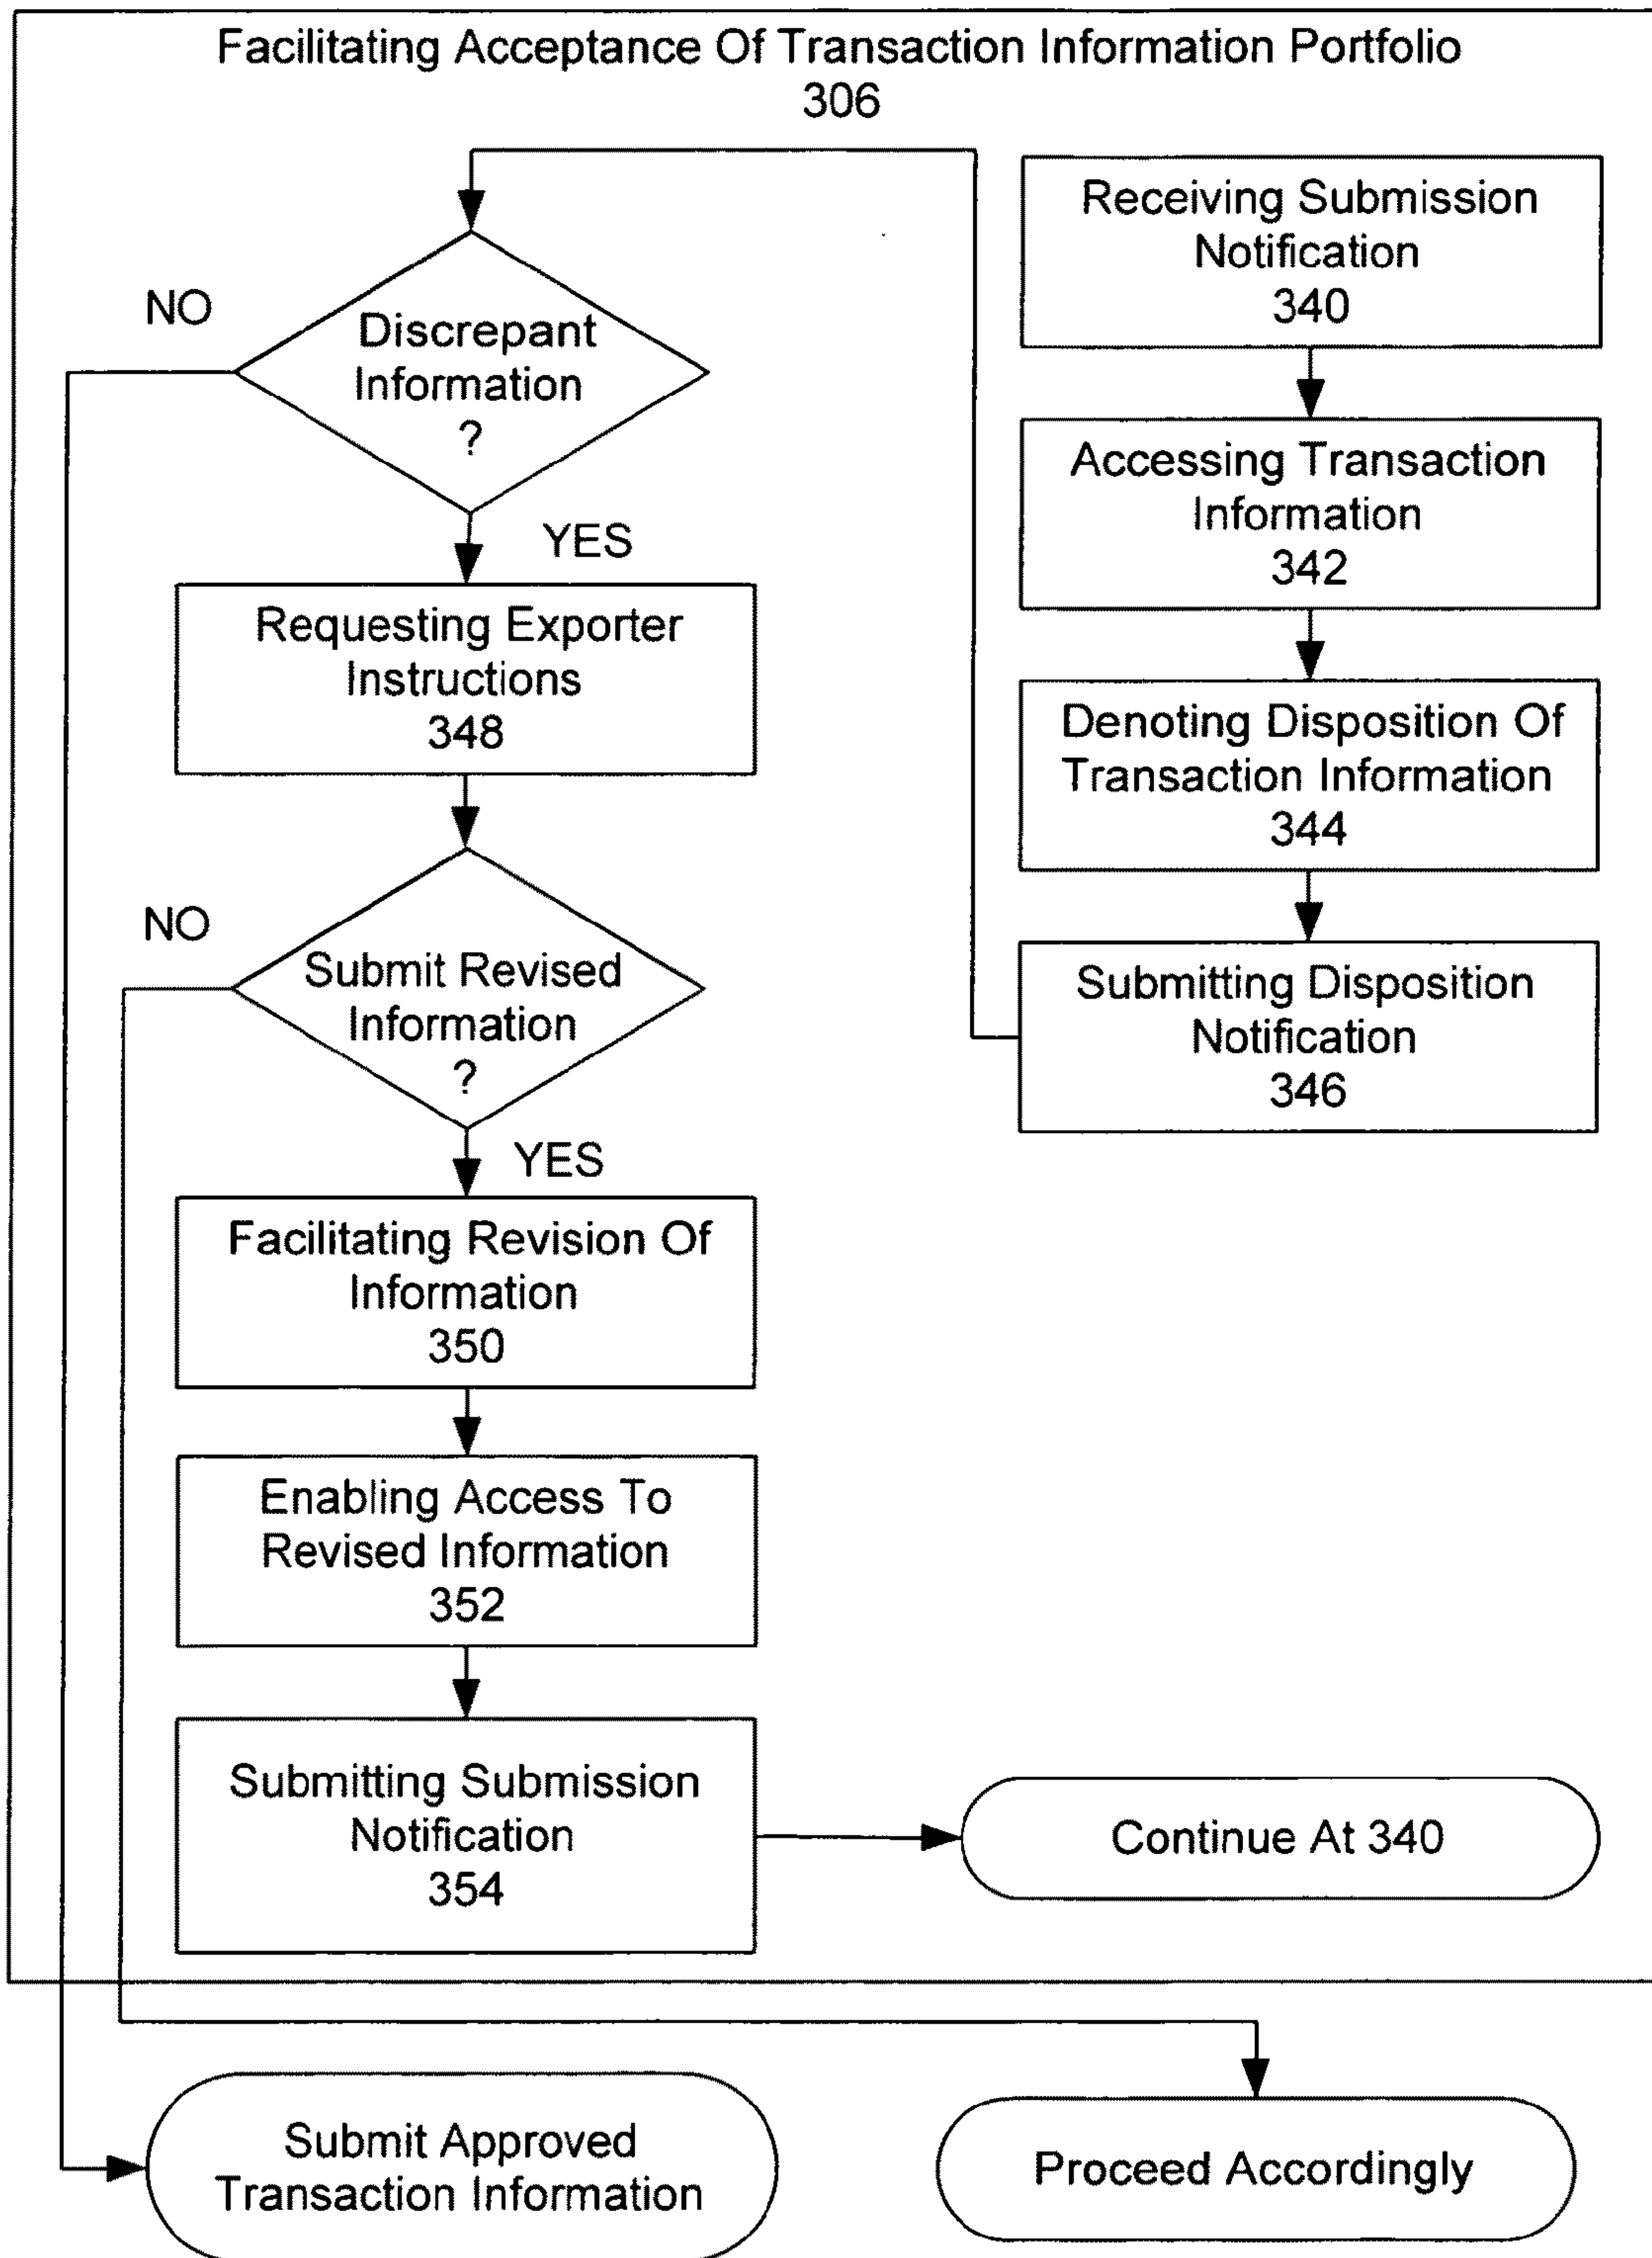 Facilitating Acceptance Of Transaction Information Portfolio
306
Receiving Submission
Notification
340
Accessing Transaction
Information
342
Denoting Disposition Of
Transaction Information
344
Submitting Disposition
Notification
346
NO
Discrepant
Information
?
YES
Requesting Exporter
Instructions
348
NO
Submit Revised
Information
?
YES
Facilitating Revision Of
Information
350
Enabling Access To
Revised Information
352
Submitting Submission
Notification
354
Continue At 340
Submit Approved
Transaction Information
Proceed Accordingly